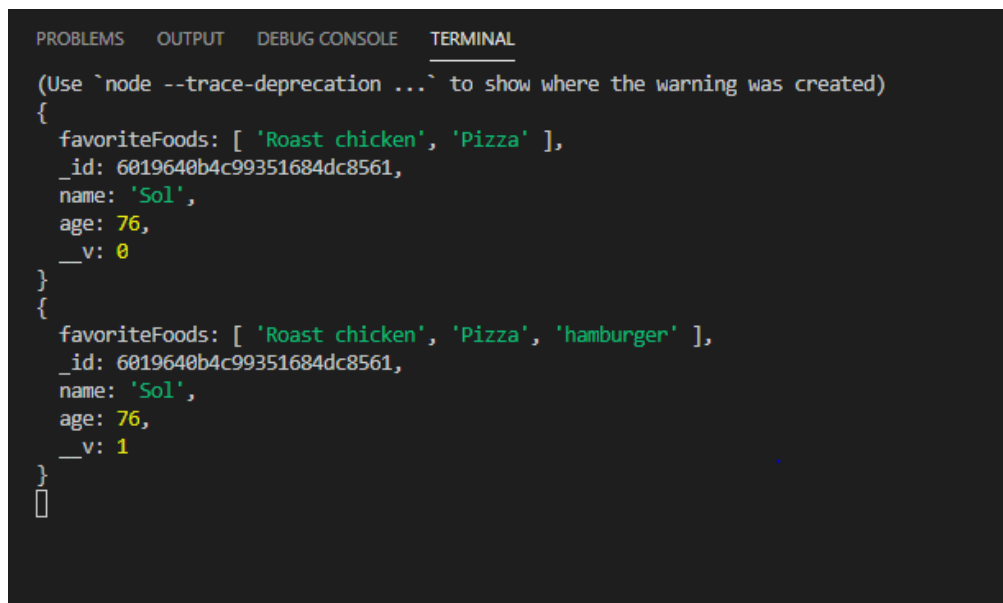 PROBLEMS OUTPUT DEBUG CONSOLE TERMINAL
(Use `node --trace-deprecation ...` to show where the warning was created)
{
  favoriteFoods: [ 'Roast chicken', 'Pizza' ],
  _id: 6019640b4c99351684dc8561,
  name: 'Sol',
  age: 76,
  __v: 0
}
{
  favoriteFoods: [ 'Roast chicken', 'Pizza', 'hamburger' ],
  _id: 6019640b4c99351684dc8561,
  name: 'Sol',
  age: 76,
  __v: 1
}